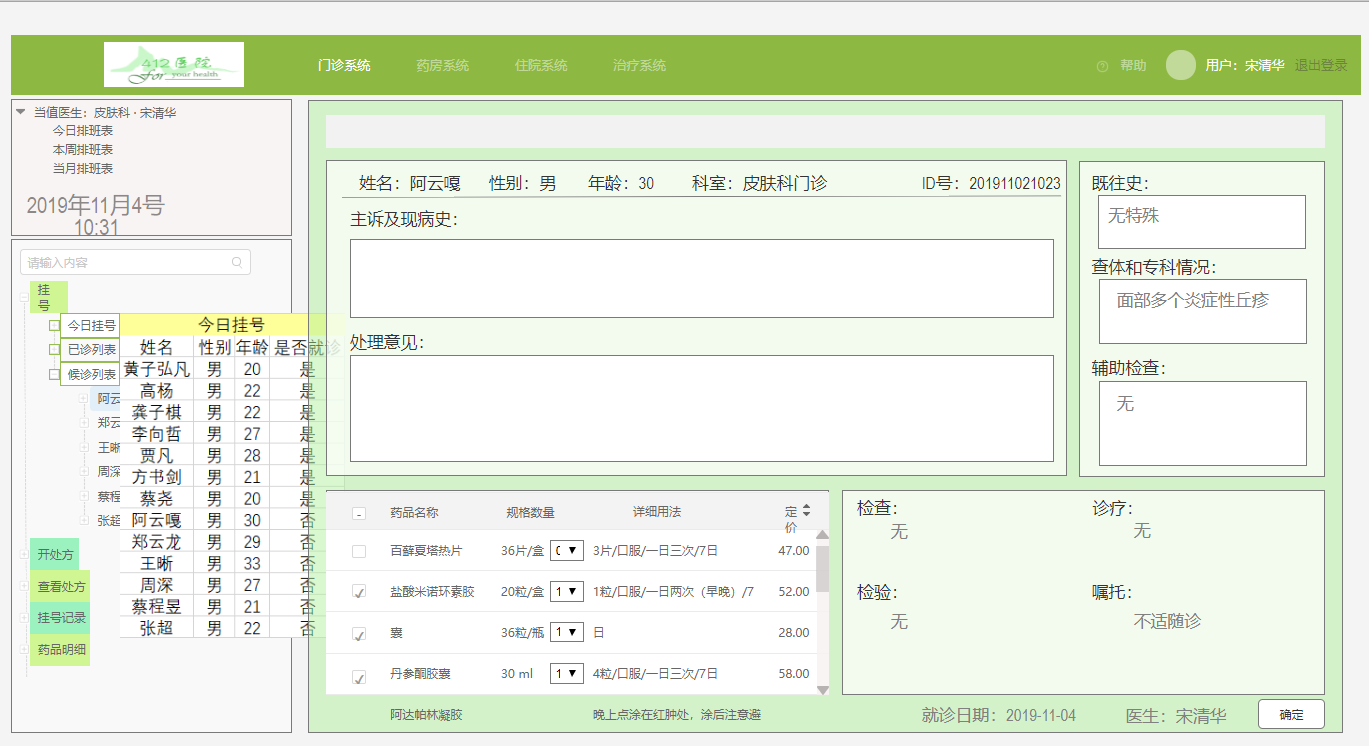 412医院
For your health
门诊系统 药房系统 住院系统 治疗系统
帮助 用户：宋清华 退出登录
当值医生：皮肤科·宋清华
今日排班表
本周排班表
当月排班表
2019年11月4号
10:31
请输入内容
挂号
今日挂号
已诊列表
候诊列表
阿云
郑云
王晰
周深
蔡程
张超
开处方
查看处方
挂号记录
药品明细
今日挂号
姓名 性别 年龄 是否就诊
黄子弘凡 男 20 是
高杨 男 22 是
龚子棋 男 22 是
李向哲 男 27 是
贾凡 男 28 是
方书剑 男 21 是
蔡尧 男 20 是
阿云嘎 男 30 否
郑云龙 男 29 否
王晰 男 33 否
周深 男 27 否
蔡程昱 男 21 否
张超 男 22 否
姓名：阿云嘎 性别：男 年龄：30 科室：皮肤科门诊 ID号：201911021023
主诉及现病史：
处理意见：
既往史：
无特殊
查体和专科情况：
面部多个炎症性丘疹
辅助检查：
无
药品名称 规格数量 详细用法 定价
百藓夏塔热片 36片/盒 3片/口服/一日三次/7日 47.00
盐酸米诺环素胶 20粒/盒 1 1粒/口服/一日两次（早晚）/7 52.00
囊 36粒/瓶 1 日 28.00
丹参酮胶囊 30 ml 1 4粒/口服/一日三次/7日 58.00
阿达帕林凝胶 晚上点涂在红肿处，涂后注意避
检查：
无
诊疗：
无
检验：
无
嘱托：
不适随诊
就诊日期：2019-11-04 医生：宋清华 确定